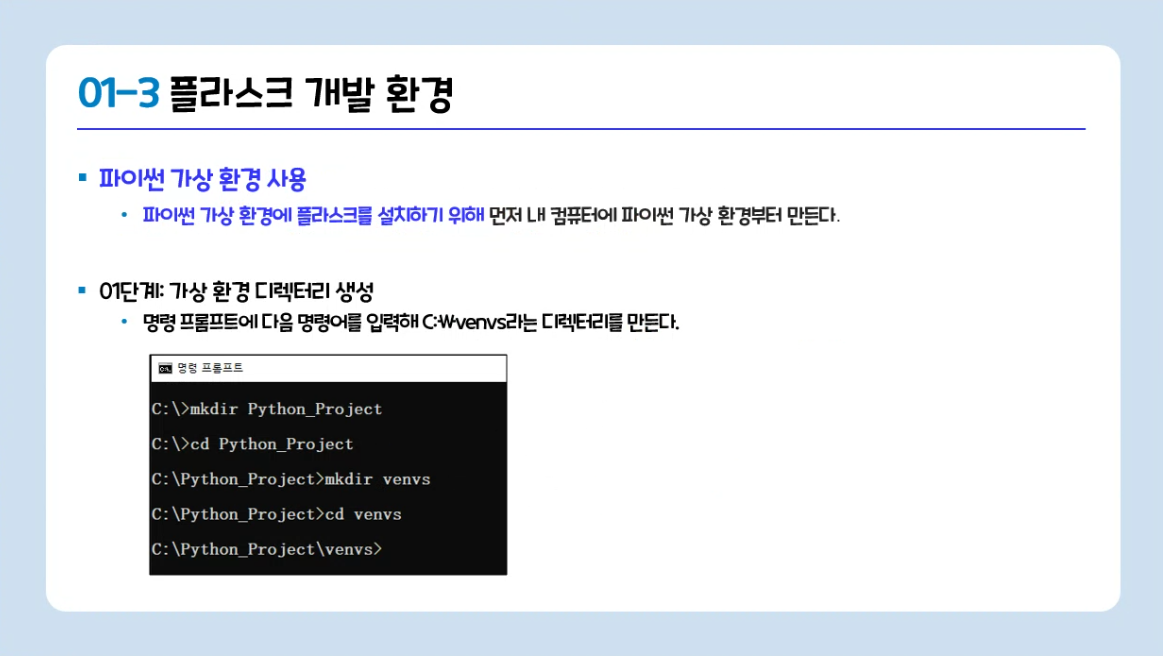 01-3 플라스크 개발 환경
파이썬 가상 환경 사용
파이썬 가상 환경에 플라스크를 설치하기 위해 먼저 내 컴퓨터에 파이썬 가상 환경부터 만든다.
01단계: 가상 환경 디렉터리 생성
명령 프롬프트에 다음 명령어를 입력해 C:₩venvs라는 디렉터리를 만든다.
명령 프롬프트
C:\>mkdir Python_Project
C:\>cd Python_Project
C:\Python_Project>mkdir venvs
C:\Python_Project>cd venvs
C:\Python_Project\venvs>